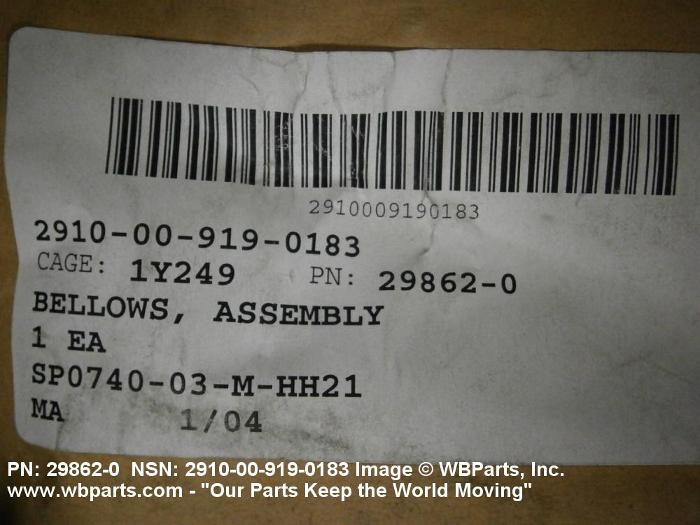 2910009190183
2910-00-919-0183
CAGE: 1Y249 PN: 29862-0
BELLOWS, ASSEMBLY
1 EA
SP0740-03-M-HH21
MA 1/04
PN: 29862-0 NSN: 2910-00-919-0183 Image © WBParts, Inc.
www.wbparts.com - "Our Parts Keep the World Moving"